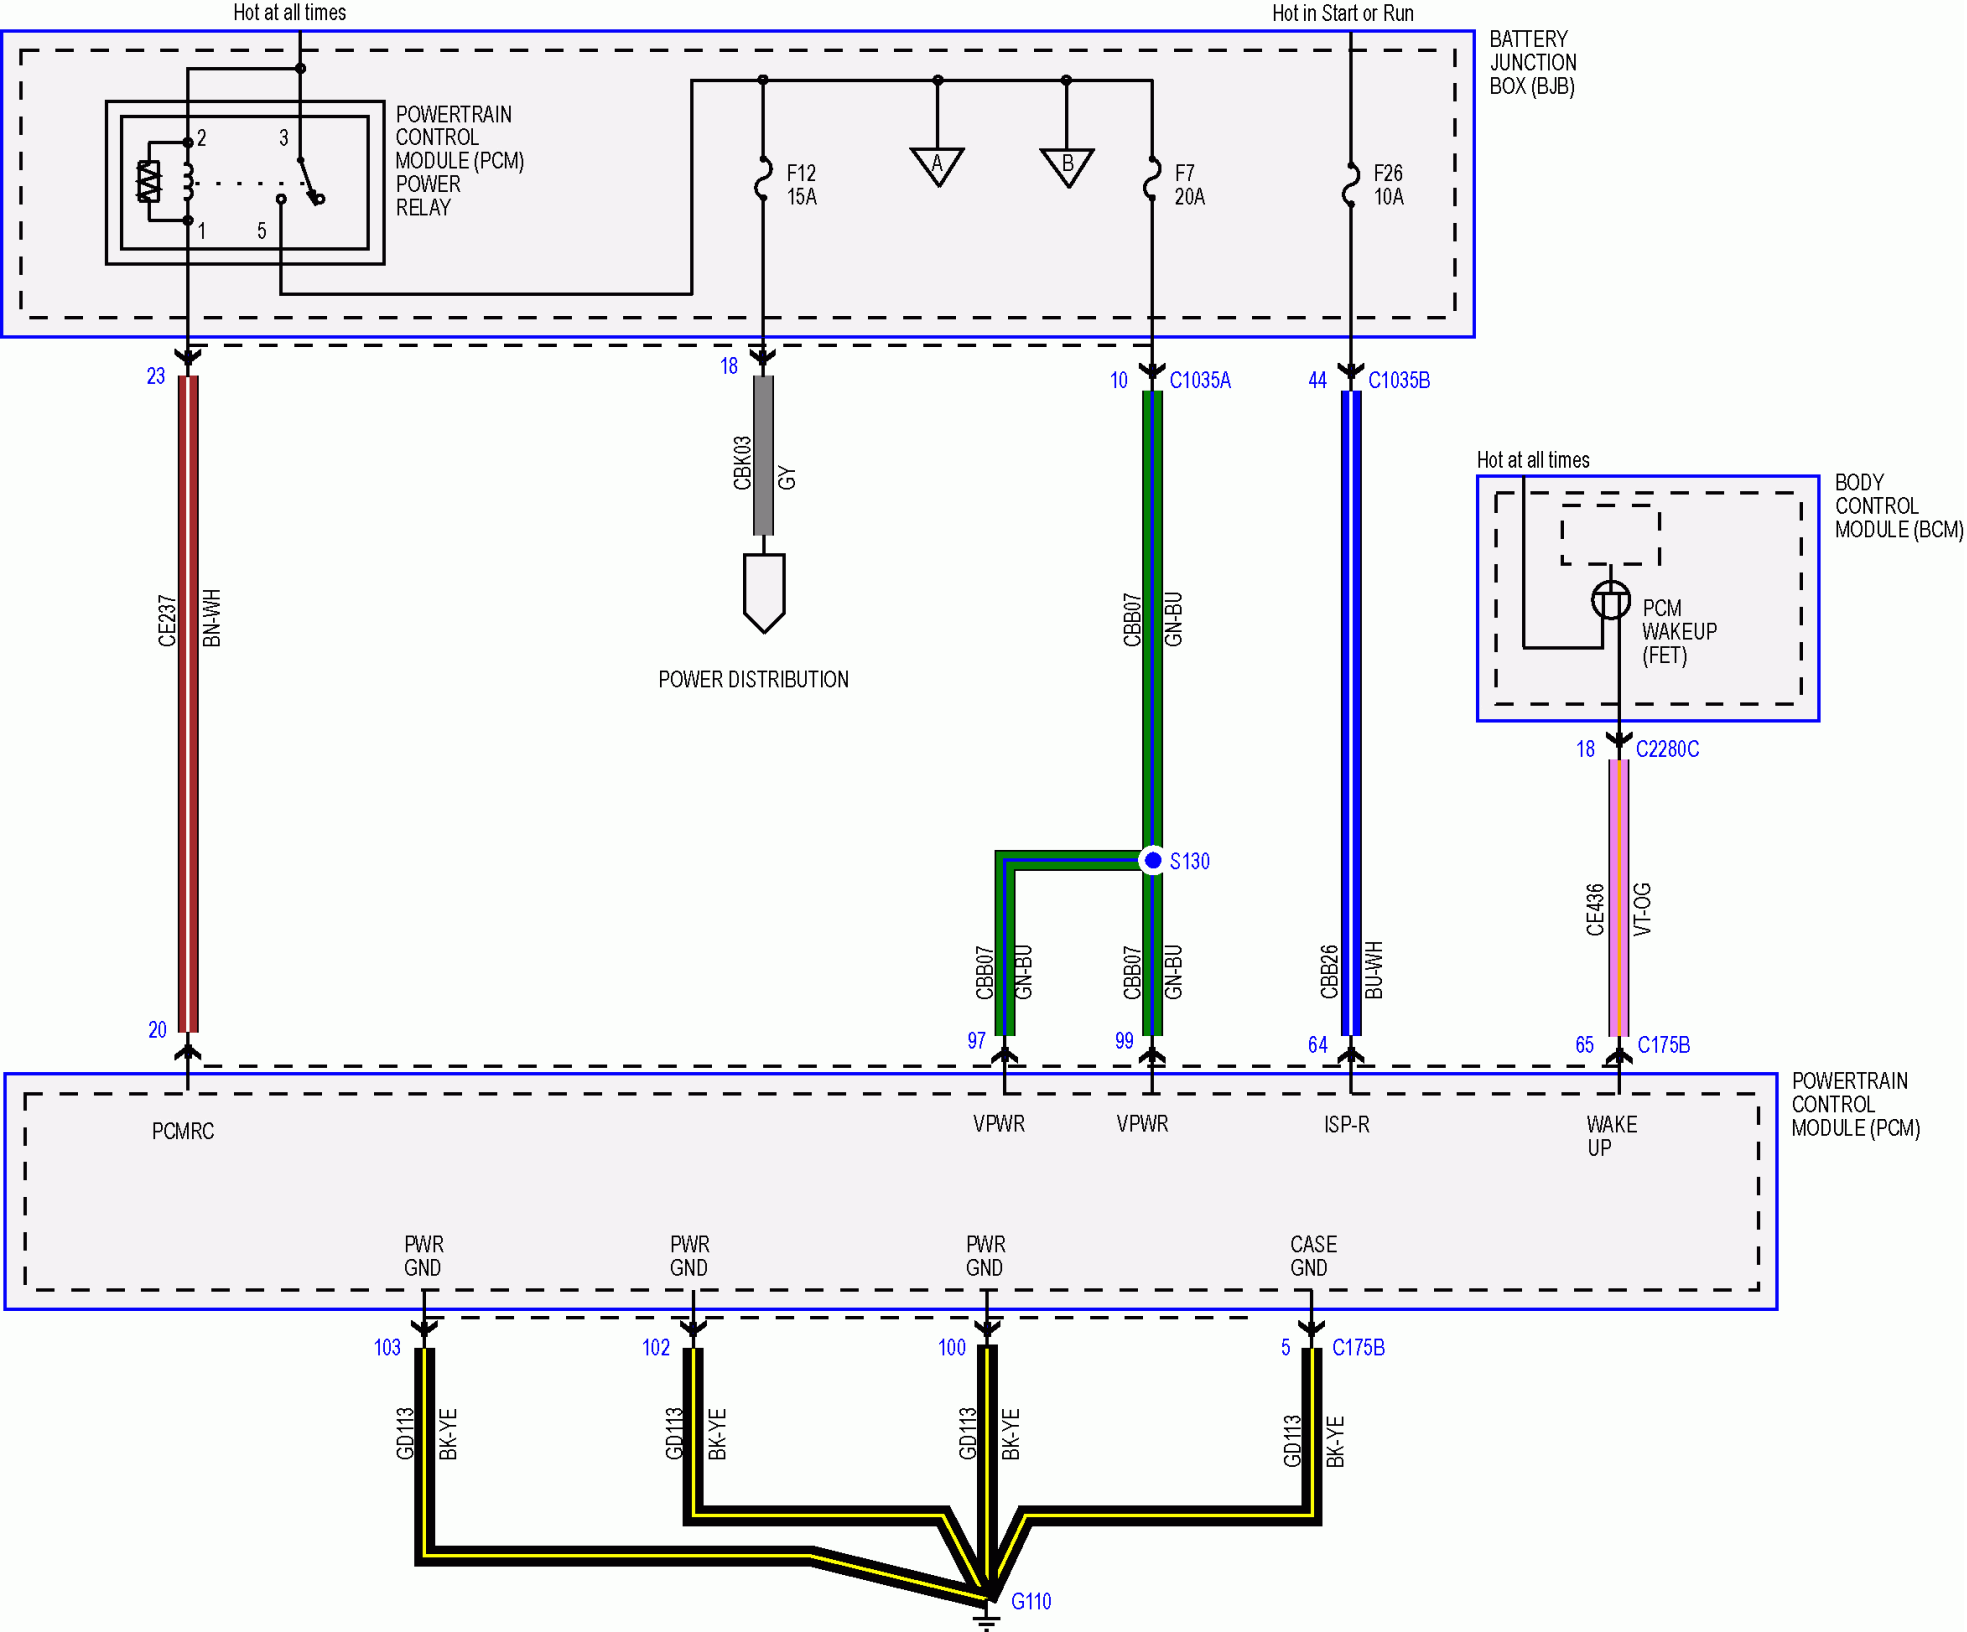 Hot at all times
Hot in Start or Run
BATTERY
JUNCTION
BOX (BJB)
POWERTRAIN
CONTROL
MODULE (PCM)
POWER
RELAY
2
3
1
5
F12
15A
A
B
F7
20A
F26
10A
23
18
10
C1035A
44
C1035B
CBK03
GY
POWER DISTRIBUTION
CE237
BN-WH
CBB07
GN-BU
Hot at all times
BODY
CONTROL
MODULE (BCM)
PCM
WAKEUP
(FET)
18
C2280C
S130
CBB07
GN-BU
CBB07
GN-BU
CBB26
BU-WH
CE436
VT-OG
20
97
99
64
65
C175B
POWERTRAIN
CONTROL
MODULE (PCM)
PCMRC
VPWR
VPWR
ISP-R
WAKE
UP
PWR
GND
PWR
GND
PWR
GND
CASE
GND
103
102
100
5
C175B
GD113
BK-YE
GD113
BK-YE
GD113
BK-YE
GD113
BK-YE
G110